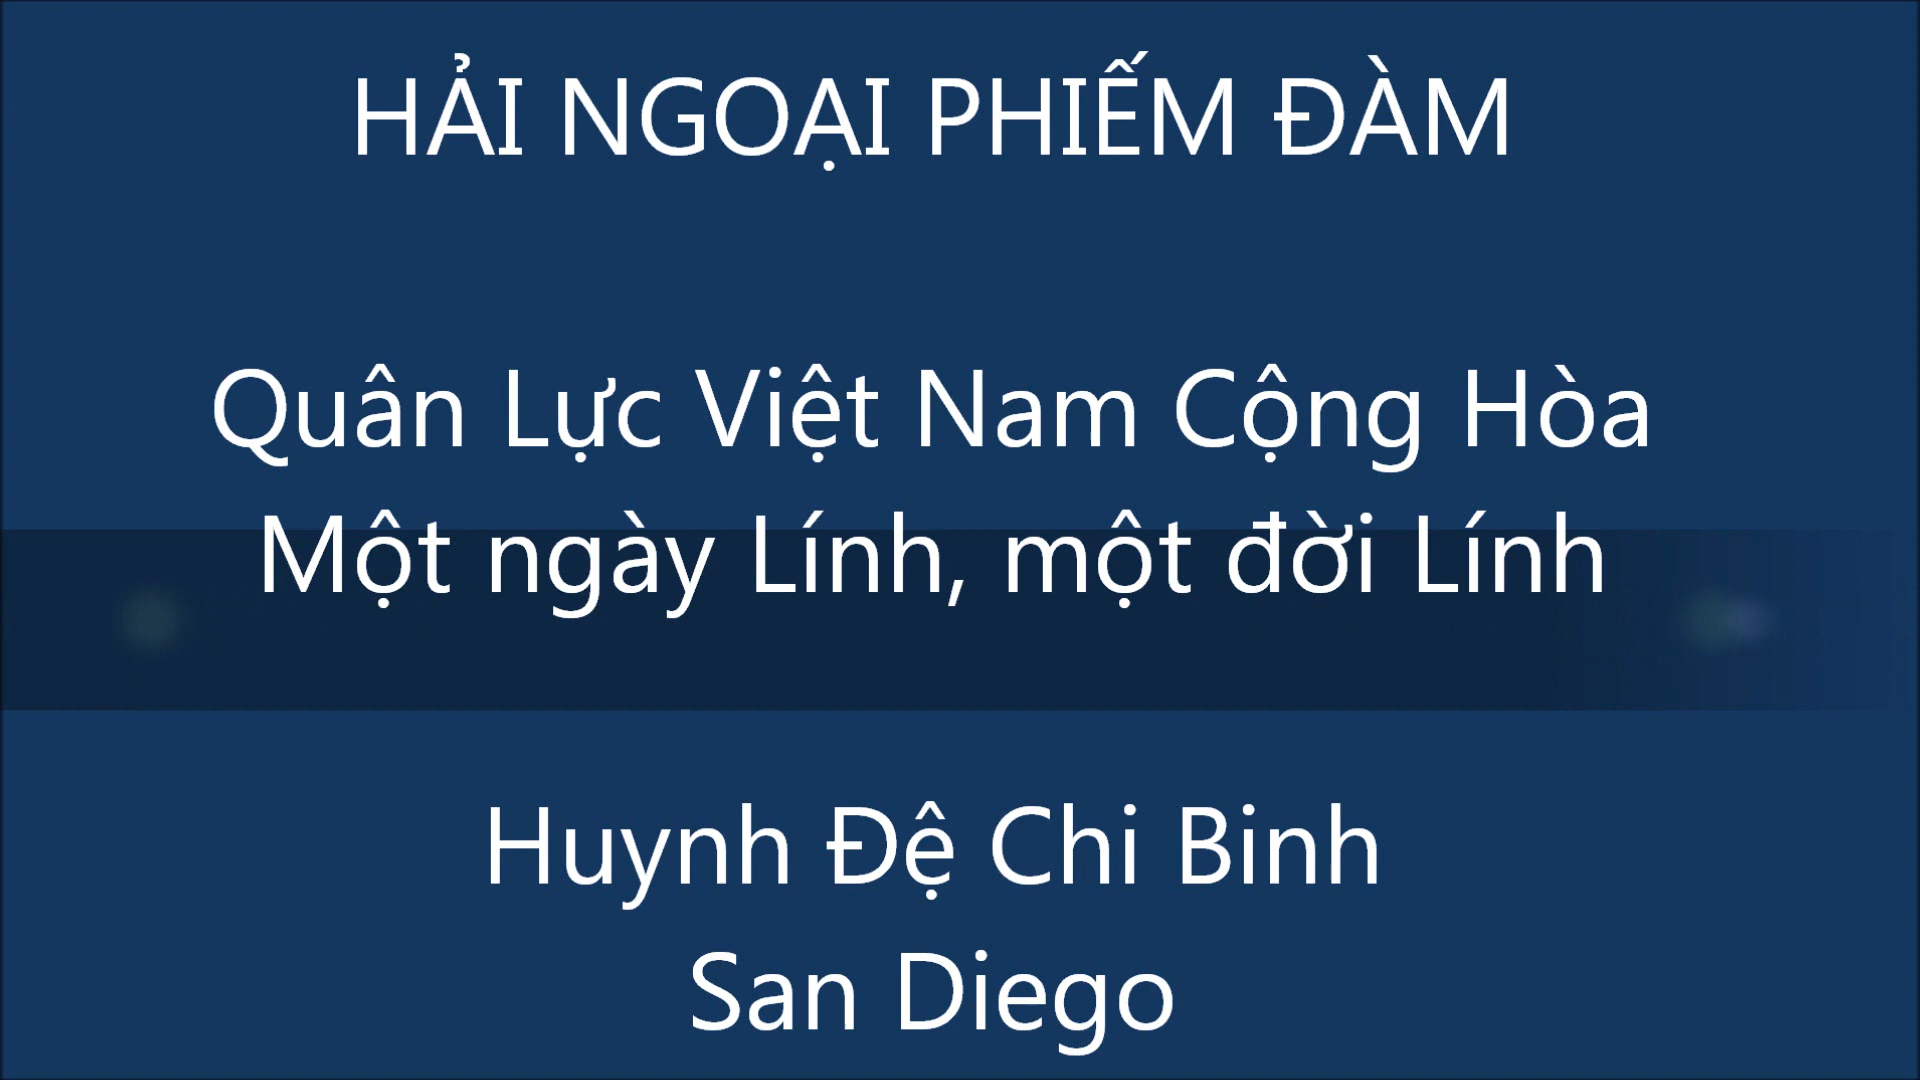 HẢI NGOẠI PHIẾM ĐÀM
Quân Lực Việt Nam Cộng Hòa
Một ngày Lính, một đời Lính
Huynh Đệ Chi Binh
San Diego